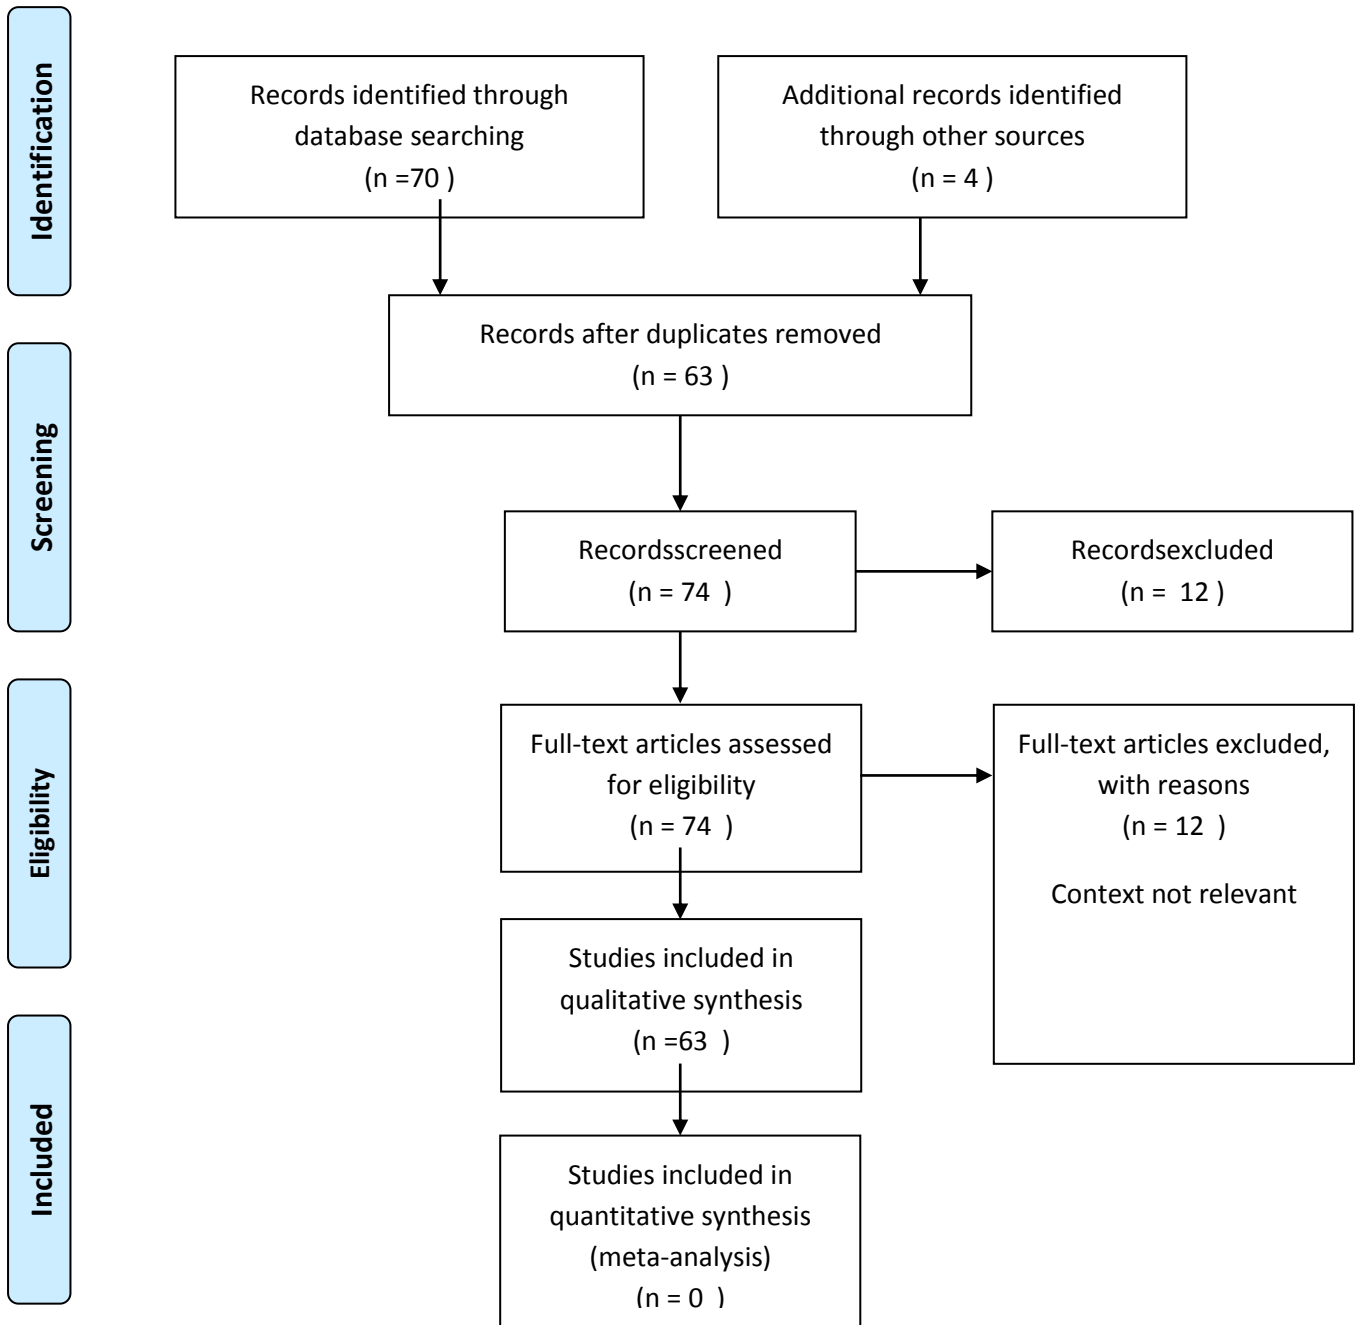 Identification
Records identified through
database searching
(n =70 )
Additional records identified
through other sources
(n = 4 )
Records after duplicates removed
(n = 63 )
Screening
Recordsscreened
(n = 74 )
Recordsexcluded
(n = 12 )
Eligibility
Full-text articles assessed
for eligibility
(n = 74 )
Full-text articles excluded,
with reasons
(n = 12 )
Context not relevant
Studies included in
qualitative synthesis
(n =63 )
Included
Studies included in
quantitative synthesis
(meta-analysis)
(n = 0 )